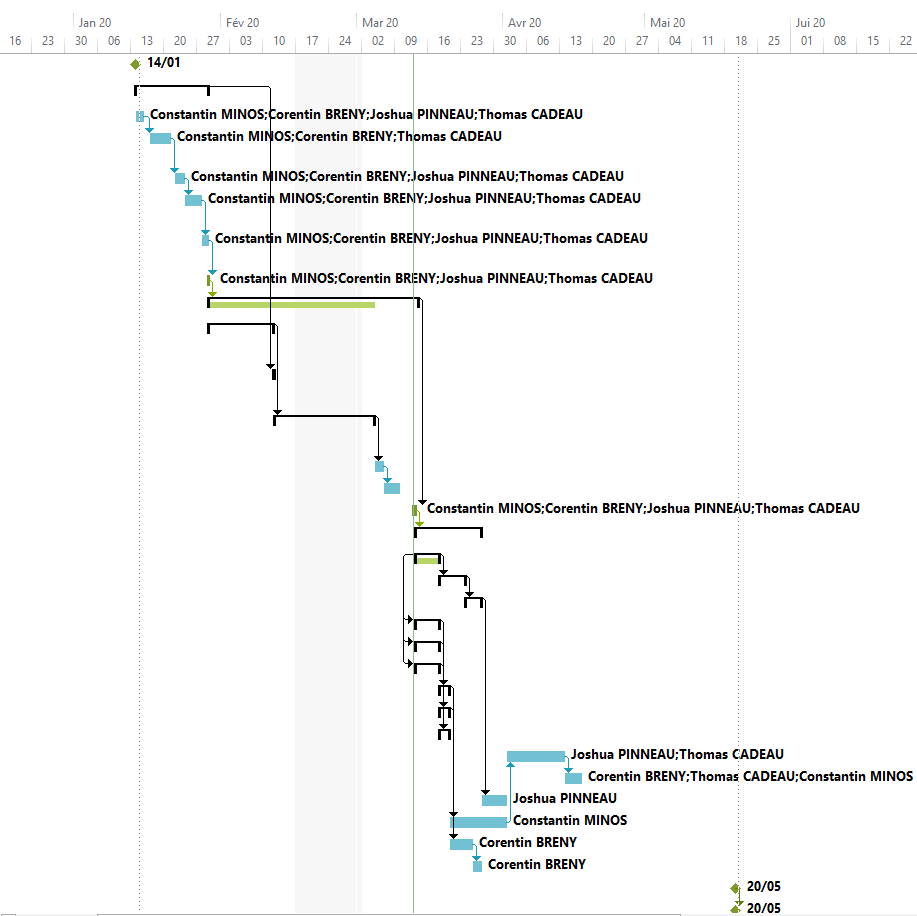 Jan 20 Fév 20 Mar 20 Avr 20 Mai 20 Jui 20
16 23 30 06 13 20 27 03 10 17 24 02 09 16 23 30 06 13 20 27 04 11 18 25 01 08 15 22
14/01
Constantin MINOS;Corentin BRENY;Joshua PINNEAU;Thomas CADEAU
Constantin MINOS;Corentin BRENY;Thomas CADEAU
Constantin MINOS;Corentin BRENY;Joshua PINNEAU;Thomas CADEAU
Constantin MINOS;Corentin BRENY;Joshua PINNEAU;Thomas CADEAU
Constantin MINOS;Corentin BRENY;Joshua PINNEAU;Thomas CADEAU
Constantin MINOS;Corentin BRENY;Joshua PINNEAU;Thomas CADEAU
Constantin MINOS;Corentin BRENY;Joshua PINNEAU;Thomas CADEAU
Joshua PINNEAU;Thomas CADEAU
Corentin BRENY;Thomas CADEAU;Constantin MINOS
Joshua PINNEAU
Constantin MINOS
Corentin BRENY
Corentin BRENY
20/05
20/05